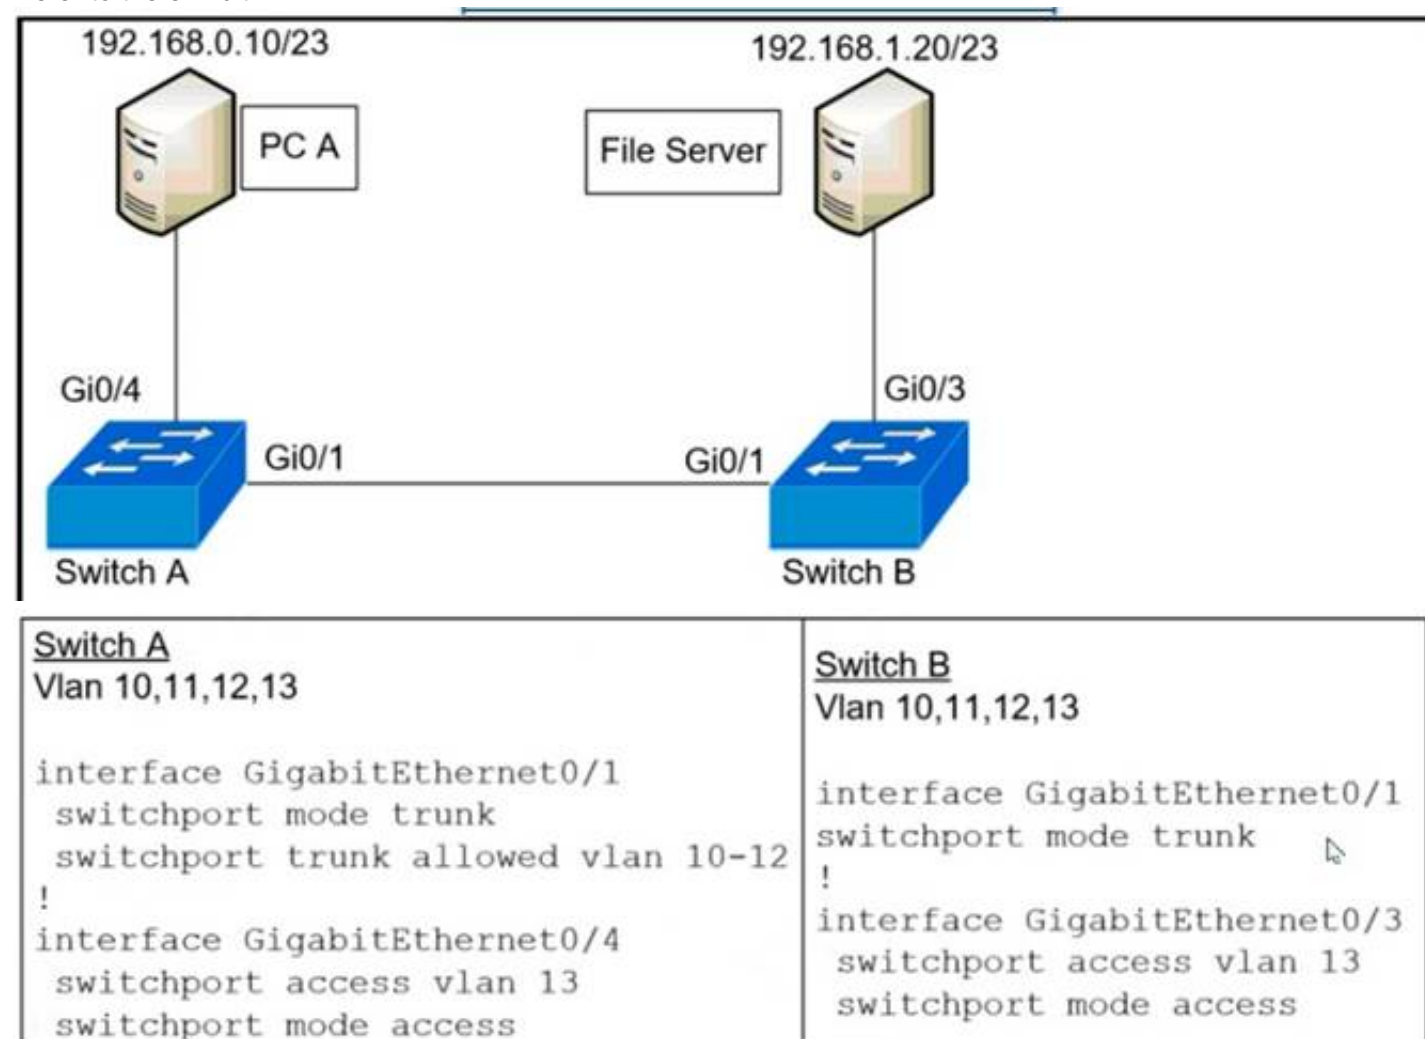 192.168.0.10/23
192.168.1.20/23
PC A
File Server
Gi0/4
Gi0/3
Gi0/1
Gi0/1
Switch A
Switch B
Switch A
Vlan 10,11,12,13
interface GigabitEthernet0/1
switchport mode trunk
switchport trunk allowed vlan 10-12
!
interface GigabitEthernet0/4
switchport access vlan 13
switchport mode access
Switch B
Vlan 10,11,12,13
interface GigabitEthernet0/1
switchport mode trunk
!
interface GigabitEthernet0/3
switchport access vlan 13
switchport mode access